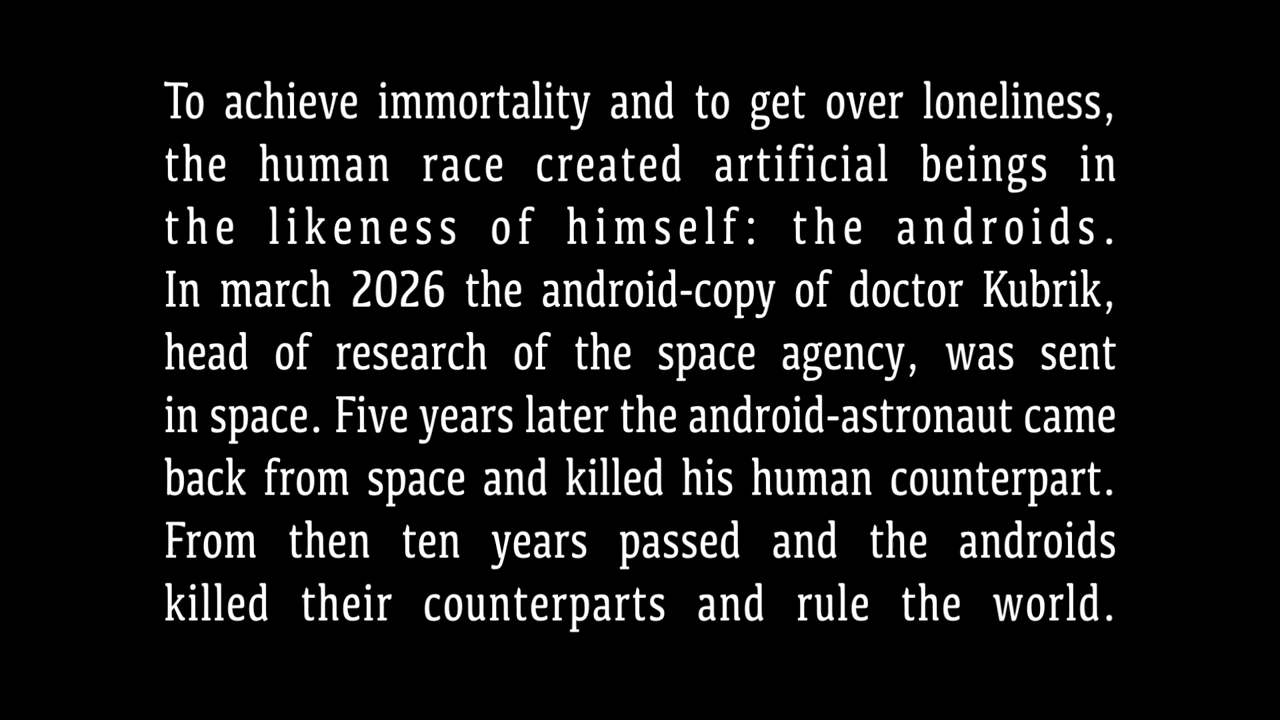 To achieve immortality and to get over loneliness,
the human race created artificial beings in
the likeness of himself: the androids.
In march 2026 the android-copy of doctor Kubrik,
head of research of the space agency, was sent
in space. Five years later the android-astronaut came
back from space and killed his human counterpart.
From then ten years passed and the androids
killed their counterparts and rule the world.